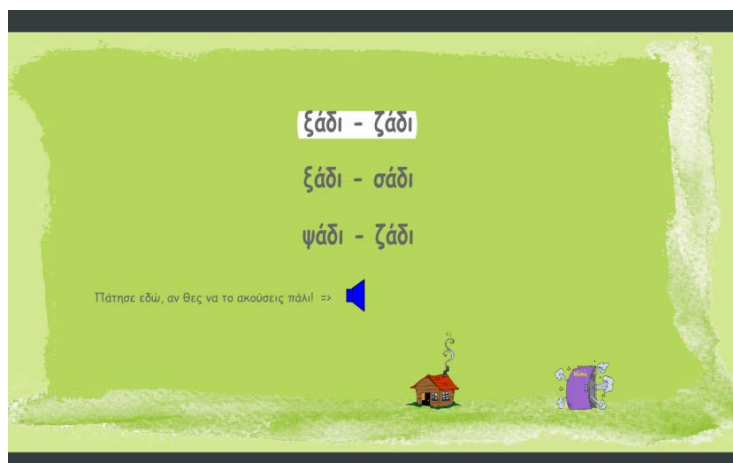 ξάδι - ζάδι
ξάδι - σάδι
ψάδι - ζάδι
Πάτησε εδώ, αν θες να το ακούσεις πάλι! =>